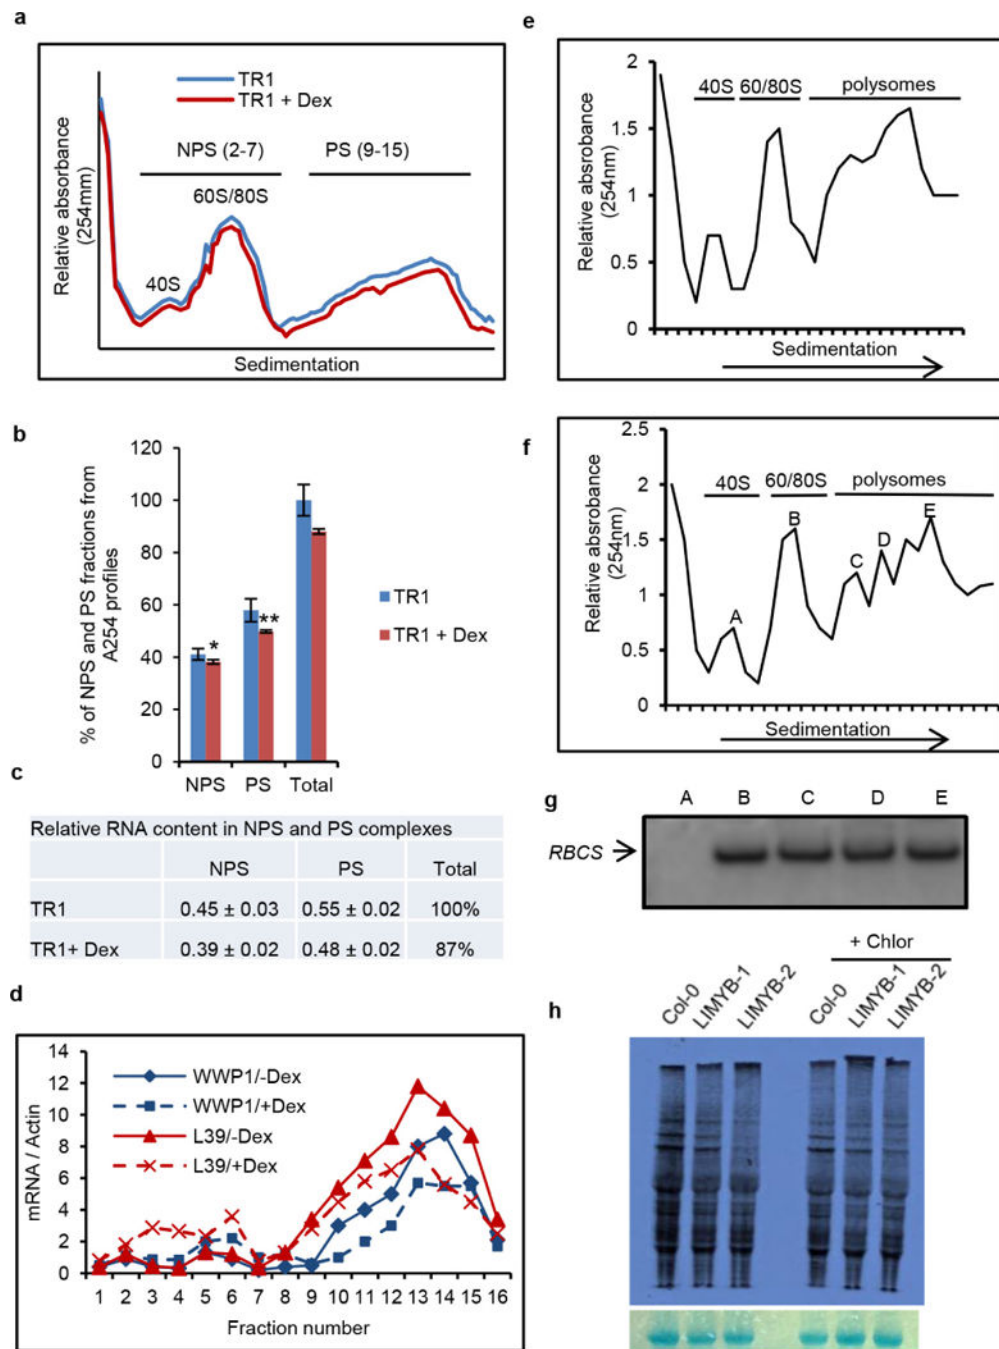 a
TR1
TR1 + Dex
NPS (2-7)
PS (9-15)
60S/80S
40S
Relative absorbance
(254mm)
Sedimentation
b
120
100
80
60
40
20
0
% of NPS and PS fractions from
A254 profiles
*
**
NPS
PS
Total
TR1
TR1 + Dex
c
Relative RNA content in NPS and PS complexes
NPS PS Total
TR1 0.45 ± 0.03 0.55 ± 0.02 100%
TR1+ Dex 0.39 ± 0.02 0.48 ± 0.02 87%
d
14
12
10
8
6
4
2
0
mRNA / Actin
WWP1/-Dex
WWP1/+Dex
L39/-Dex
L39/+Dex
1 2 3 4 5 6 7 8 9 10 11 12 13 14 15 16
Fraction number
e
2
1.5
1
0.5
0
Relative absrobance
(254nm)
40S 60/80S polysomes
Sedimentation
f
2.5
2
1.5
1
0.5
0
Relative absrobance
(254nm)
40S 60/80S polysomes
A
B
C
D
E
Sedimentation
g
A B C D E
RBCS
h
+ Chlor
Col-0
LIMYB-1
LIMYB-2
Col-0
LIMYB-1
LIMYB-2